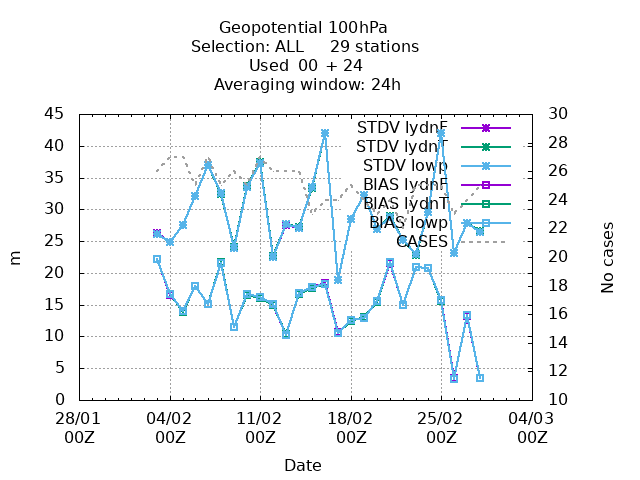 Geopotential 100hPa
Selection: ALL 29 stations
Used 00 + 24
Averaging window: 24h
45 30
STDV lydnF
40 28
STDV lydnT
35 26
STDV lowp
BIAS lydnF
30 24
BIAS lydnT
BIAS lowp
25 22
CASES
20 20
15 18
10 16
5 14
0 12
10
m
No cases
28/01 04/02 11/02 18/02 25/02 04/03
00Z 00Z 00Z 00Z 00Z 00Z
Date